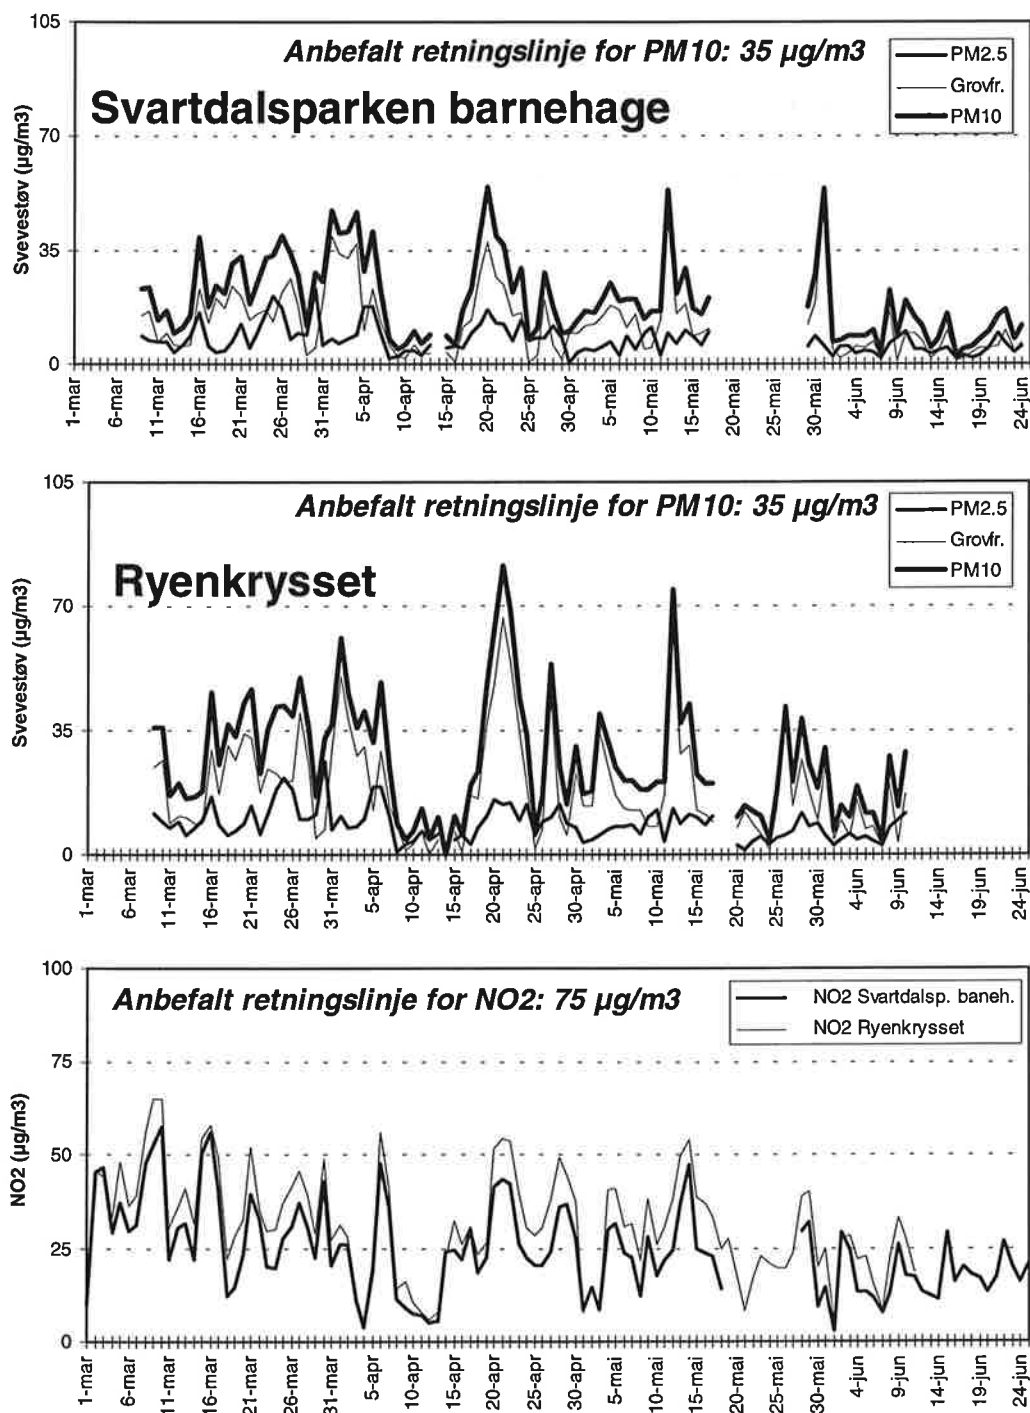 105
Anbefalt retningslinje for PM10: 35 µg/m3
PM2.5
Grovfr.
PM10
Svartdalsparken barnehage
Svevestøv (µg/m3)
70
35
0
1-mar 6-mar 11-mar 16-mar 21-mar 26-mar 31-mar 5-apr 10-apr 15-apr 20-apr 25-apr 30-apr 5-mai 10-mai 15-mai 20-mai 25-mai 30-mai 4-jun 9-jun 14-jun 19-jun 24-jun
105
Anbefalt retningslinje for PM10: 35 µg/m3
PM2.5
Grovfr.
PM10
Ryenkrysset
Svevestøv (µg/m3)
70
35
0
1-mar 6-mar 11-mar 16-mar 21-mar 26-mar 31-mar 5-apr 10-apr 15-apr 20-apr 25-apr 30-apr 5-mai 10-mai 15-mai 20-mai 25-mai 30-mai 4-jun 9-jun 14-jun 19-jun 24-jun
100
Anbefalt retningslinje for NO2: 75 µg/m3
NO2 Svartdalsp. baneh.
NO2 Ryenkrysset
NO2 (µg/m3)
75
50
25
0
1-mar 6-mar 11-mar 16-mar 21-mar 26-mar 31-mar 5-apr 10-apr 15-apr 20-apr 25-apr 30-apr 5-mai 10-mai 15-mai 20-mai 25-mai 30-mai 4-jun 9-jun 14-jun 19-jun 24-jun